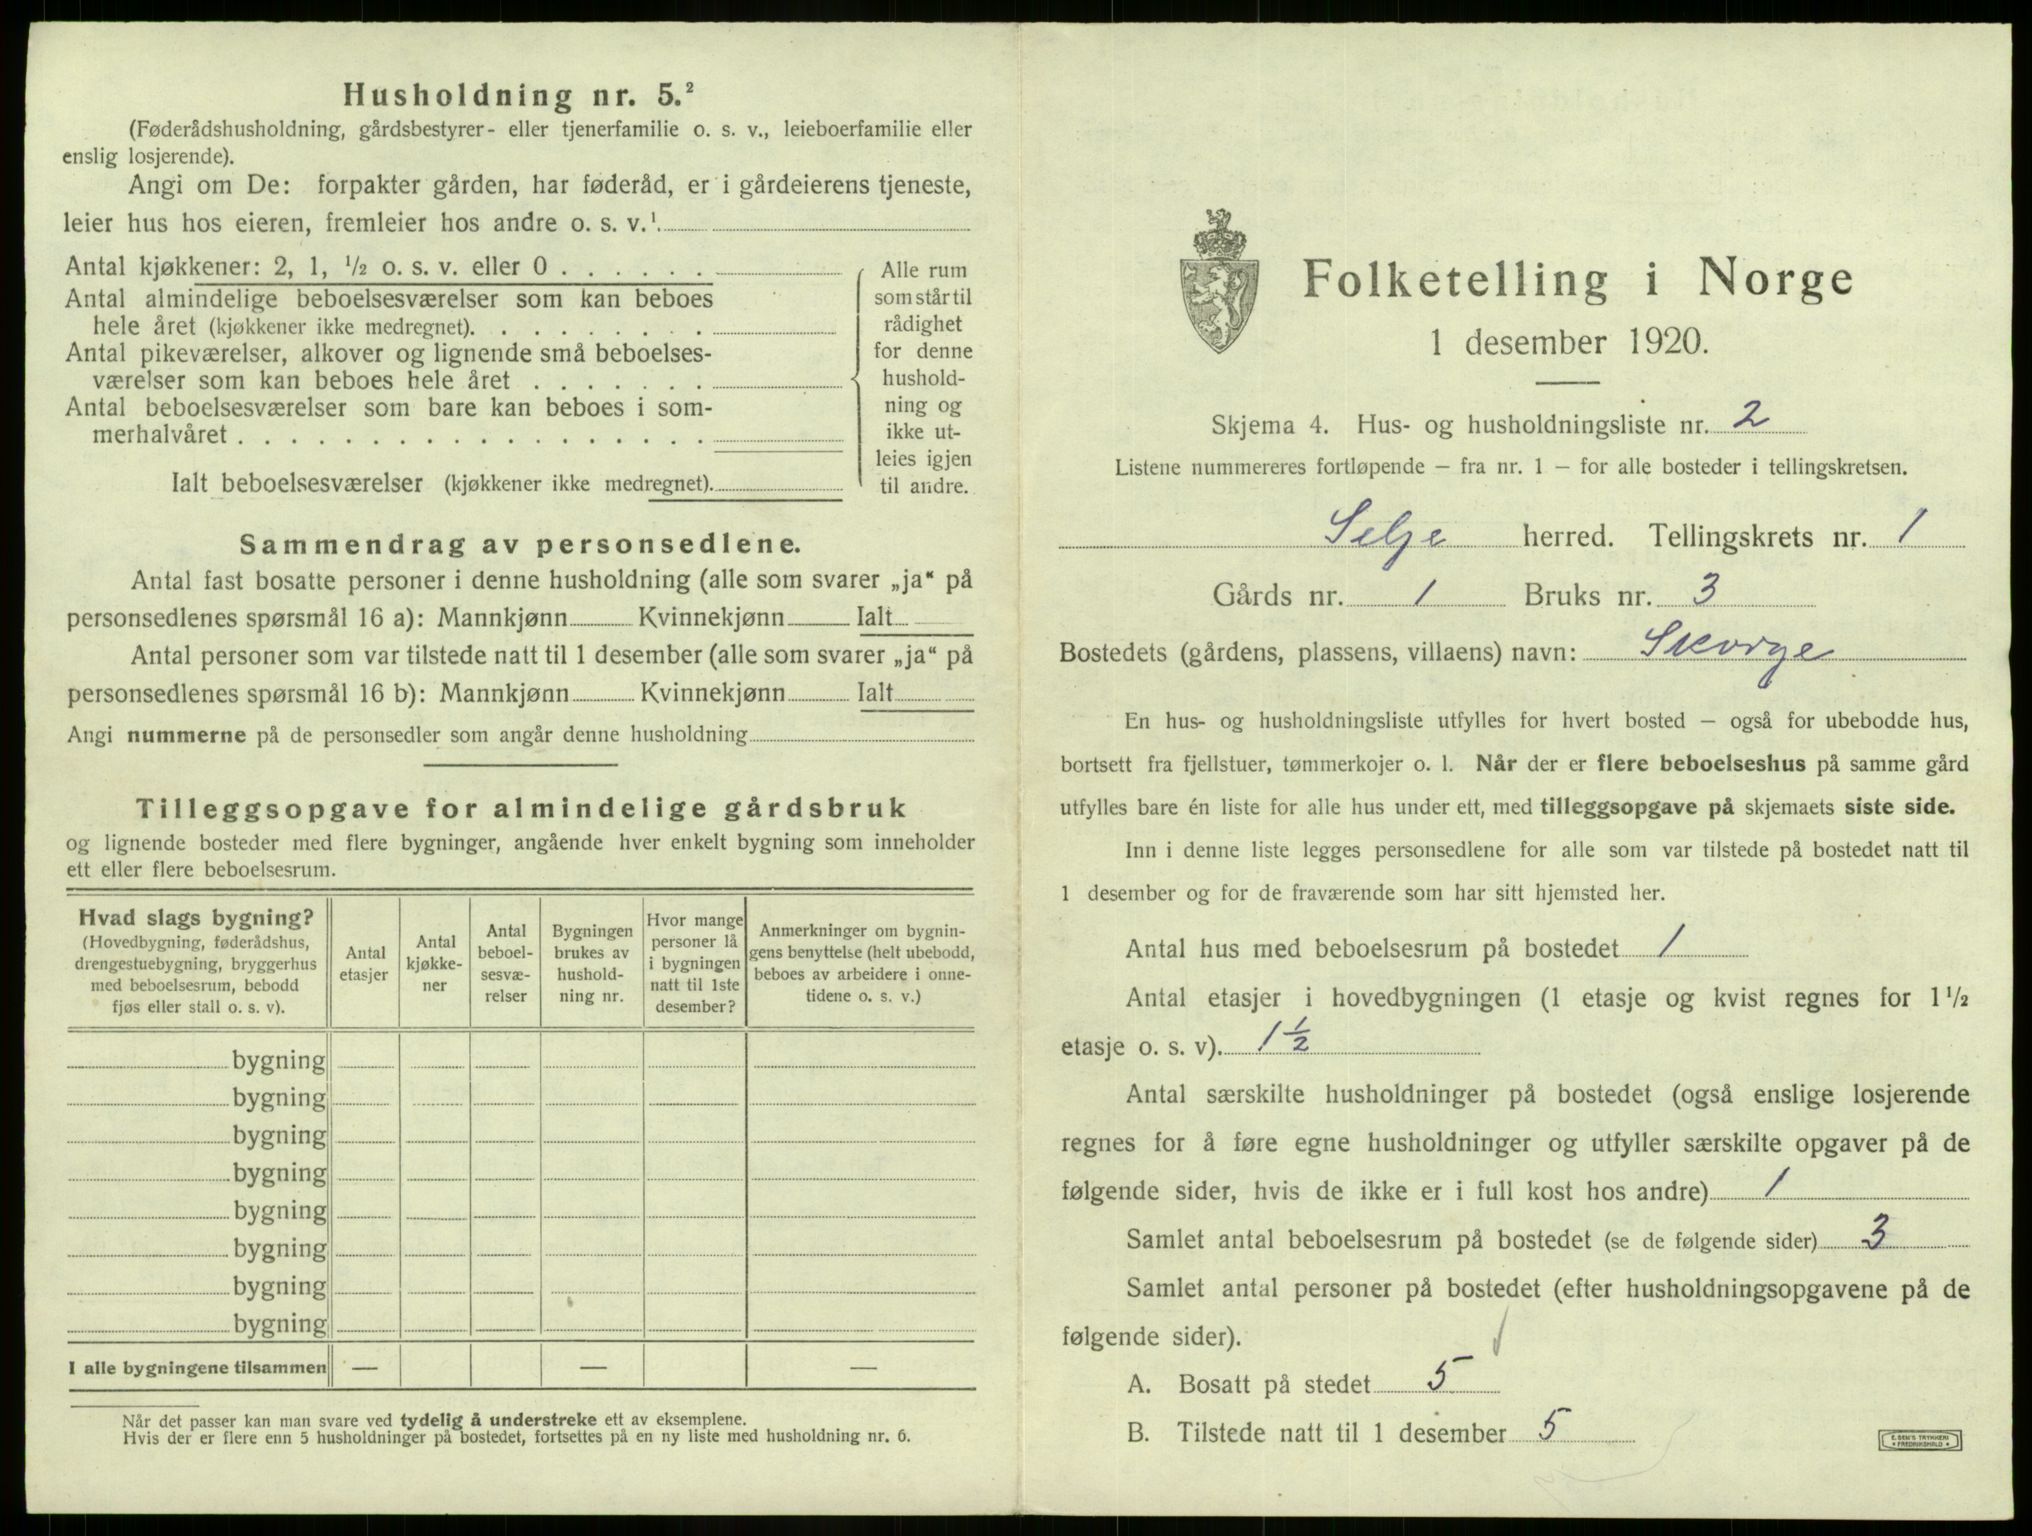 Husholdning nr. 5.²
(Føderådshusholdning, gårdsbestyrer- eller tjenerfamilie o. s. v., leieboerfamilie eller
enslig losjerende).
Angi om De: forpakter gården, har føderåd, er i gårdeierens tjeneste,
leier hus hos eieren, fremleier hos andre o. s. v.¹
Antal kjøkkener: 2, 1, ½ o. s. v. eller 0 . . . . . .
Antal almindelige beboelsesværelser som kan beboes
hele året (kjøkkener ikke medregnet). . . . . . . . .
Antal pikeværelser, alkover og lignende små beboelses-
værelser som kan beboes hele året . . . . . . .
Antal beboelsesværelser som bare kan beboes i som-
merhalvåret . . . . . . . . . . . . . . . . . .
Ialt beboelsesværelser (kjøkkener ikke medregnet).
Alle rum
som står til
rådighet
for denne
hushold-
ning og
ikke ut-
leies igjen
til andre.
Sammendrag av personsedlene.
Antal fast bosatte personer i denne husholdning (alle som svarer „ja“ på
personsedlenes spørsmål 16 a): Mannkjønn Kvinnekjønn Ialt
Antal personer som var tilstede natt til 1 desember (alle som svarer „ja“ på
personsedlenes spørsmål 16 b): Mannkjønn Kvinnekjønn Ialt
Angi nummerne på de personsedler som angår denne husholdning
Tilleggsopgave for almindelige gårdsbruk
og lignende bosteder med flere bygninger, angående hver enkelt bygning som inneholder
ett eller flere beboelsesrum.
Hvad slags bygning?
(Hovedbygning, føderådshus,
drengestuebygning, bryggerhus
med beboelsesrum, bebodd
fjøs eller stall o. s. v).
Antal
etasjer
Antal
kjøkke-
ner
Antal
beboel-
sesvæ-
relser
Bygningen
brukes av
hushold-
ning nr.
Hvor mange
personer lå
i bygningen
natt til 1ste
desember?
Anmerkninger om bygnin-
gens benyttelse (helt ubebodd,
beboes av arbeidere i onne-
tidene o. s. v.)
bygning
bygning
bygning
bygning
bygning
bygning
bygning
bygning
I alle bygningene tilsammen — — —
Når det passer kan man svare ved tydelig å understreke ett av eksemplene.
Hvis der er flere enn 5 husholdninger på bostedet, fortsettes på en ny liste med husholdning nr. 6.
Folketelling i Norge
1 desember 1920.
Skjema 4. Hus- og husholdningsliste nr. 2
Listene nummereres fortløpende – fra nr. 1 – for alle bosteder i tellingskretsen.
Selje herred. Tellingskrets nr. 1
Gårds nr. 1 Bruks nr. 3
Bostedets (gårdens, plassens, villaens) navn: Skorge
En hus- og husholdningsliste utfylles for hvert bosted – også for ubebodde hus,
bortsett fra fjellstuer, tømmerkojer o. l. Når der er flere beboelseshus på samme gård
utfylles bare én liste for alle hus under ett, med tilleggsopgave på skjemaets siste side.
Inn i denne liste legges personsedlene for alle som var tilstede på bostedet natt til
1 desember og for de fraværende som har sitt hjemsted her.
Antal hus med beboelsesrum på bostedet 1
Antal etasjer i hovedbygningen (1 etasje og kvist regnes for 1½
etasje o. s. v). 1½
Antal særskilte husholdninger på bostedet (også enslige losjerende
regnes for å føre egne husholdninger og utfyller særskilte opgaver på de
følgende sider, hvis de ikke er i full kost hos andre) 1
Samlet antal beboelsesrum på bostedet (se de følgende sider) 3
Samlet antal personer på bostedet (efter husholdningsopgavene på de
følgende sider).
A. Bosatt på stedet 5
B. Tilstede natt til 1 desember 5
E. SEM'S TRYKKERI
FREDRIKSHALD